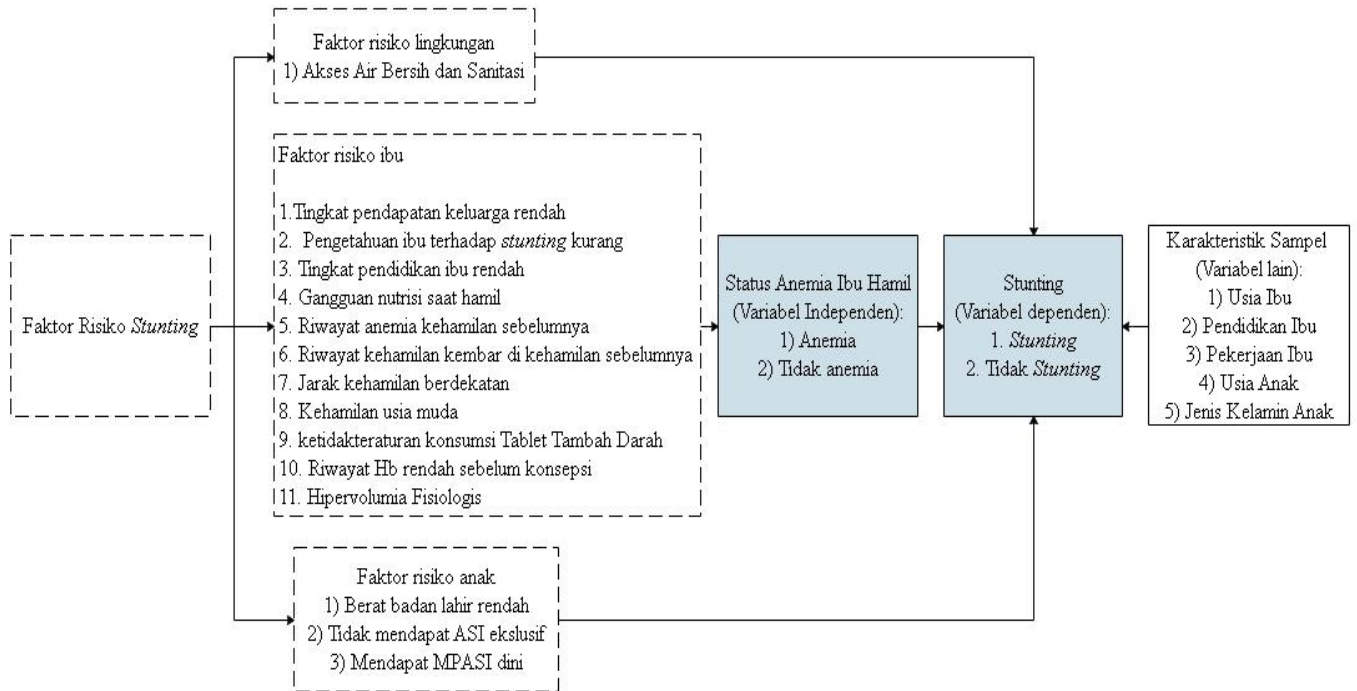 Faktor risiko lingkungan
1) Akses Air Bersih dan Sanitasi
Faktor risiko ibu
1.Tingkat pendapatan keluarga rendah
2. Pengetahuan ibu terhadap stunting kurang
3. Tingkat pendidikan ibu rendah
4. Gangguan nutrisi saat hamil
5. Riwayat anemia kehamilan sebelumnya
6. Riwayat kehamilan kembar di kehamilan sebelumnya
7. Jarak kehamilan berdekatan
8. Kehamilan usia muda
9. ketidakteraturan konsumsi Tablet Tambah Darah
10. Riwayat Hb rendah sebelum konsepsi
11. Hipervolumia Fisiologis
Faktor Risiko Stunting
Status Anemia Ibu Hamil
(Variabel Independen):
1) Anemia
2) Tidak anemia
Stunting
(Variabel dependen):
1. Stunting
2. Tidak Stunting
Karakteristik Sampel
(Variabel lain):
1) Usia Ibu
2) Pendidikan Ibu
3) Pekerjaan Ibu
4) Usia Anak
5) Jenis Kelamin Anak
Faktor risiko anak
1) Berat badan lahir rendah
2) Tidak mendapat ASI ekslusif
3) Mendapat MPASI dini